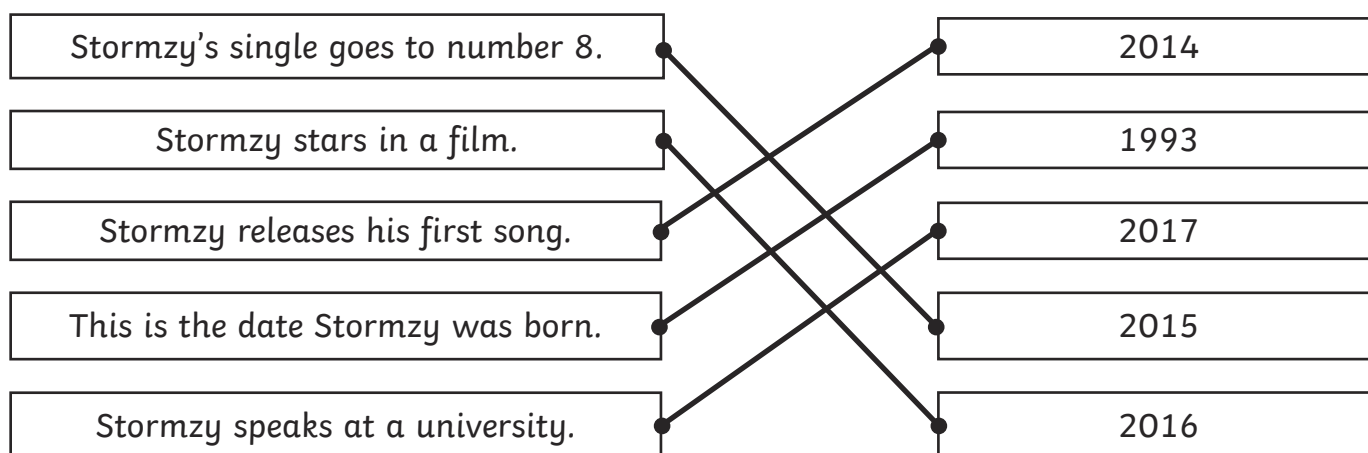 Stormzy's single goes to number 8.
2014
Stormzy stars in a film.
1993
Stormzy releases his first song.
2017
This is the date Stormzy was born.
2015
Stormzy speaks at a university.
2016